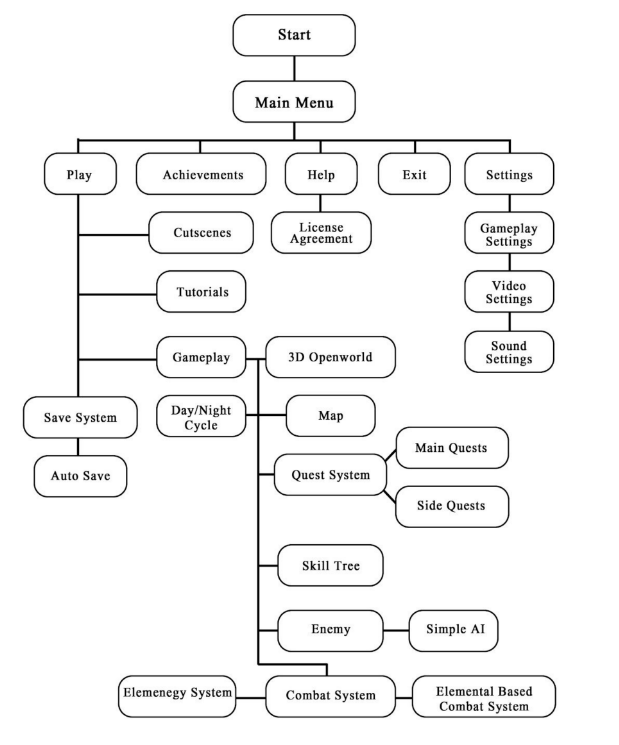 Start
Main Menu
Play
Achievements
Help
Exit
Settings
Cutscenes
License
Agreement
Gameplay
Settings
Tutorials
Video
Settings
Gameplay
3D Openworld
Sound
Settings
Save System
Day/Night
Cycle
Map
Auto Save
Quest System
Main Quests
Side Quests
Skill Tree
Enemy
Simple AI
Elemenegy System
Combat System
Elemental Based
Combat System